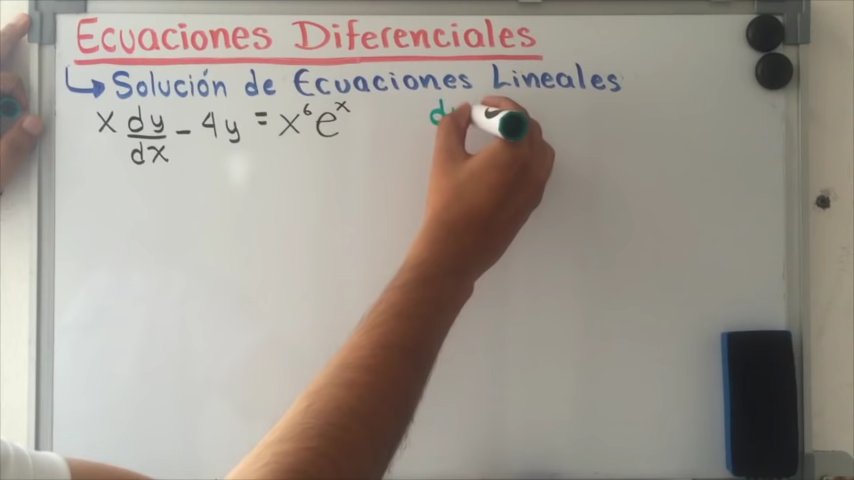 Ecuaciones Diferenciales
↳ Solución de Ecuaciones Lineales
x dy/dx - 4y = x⁶eˣ